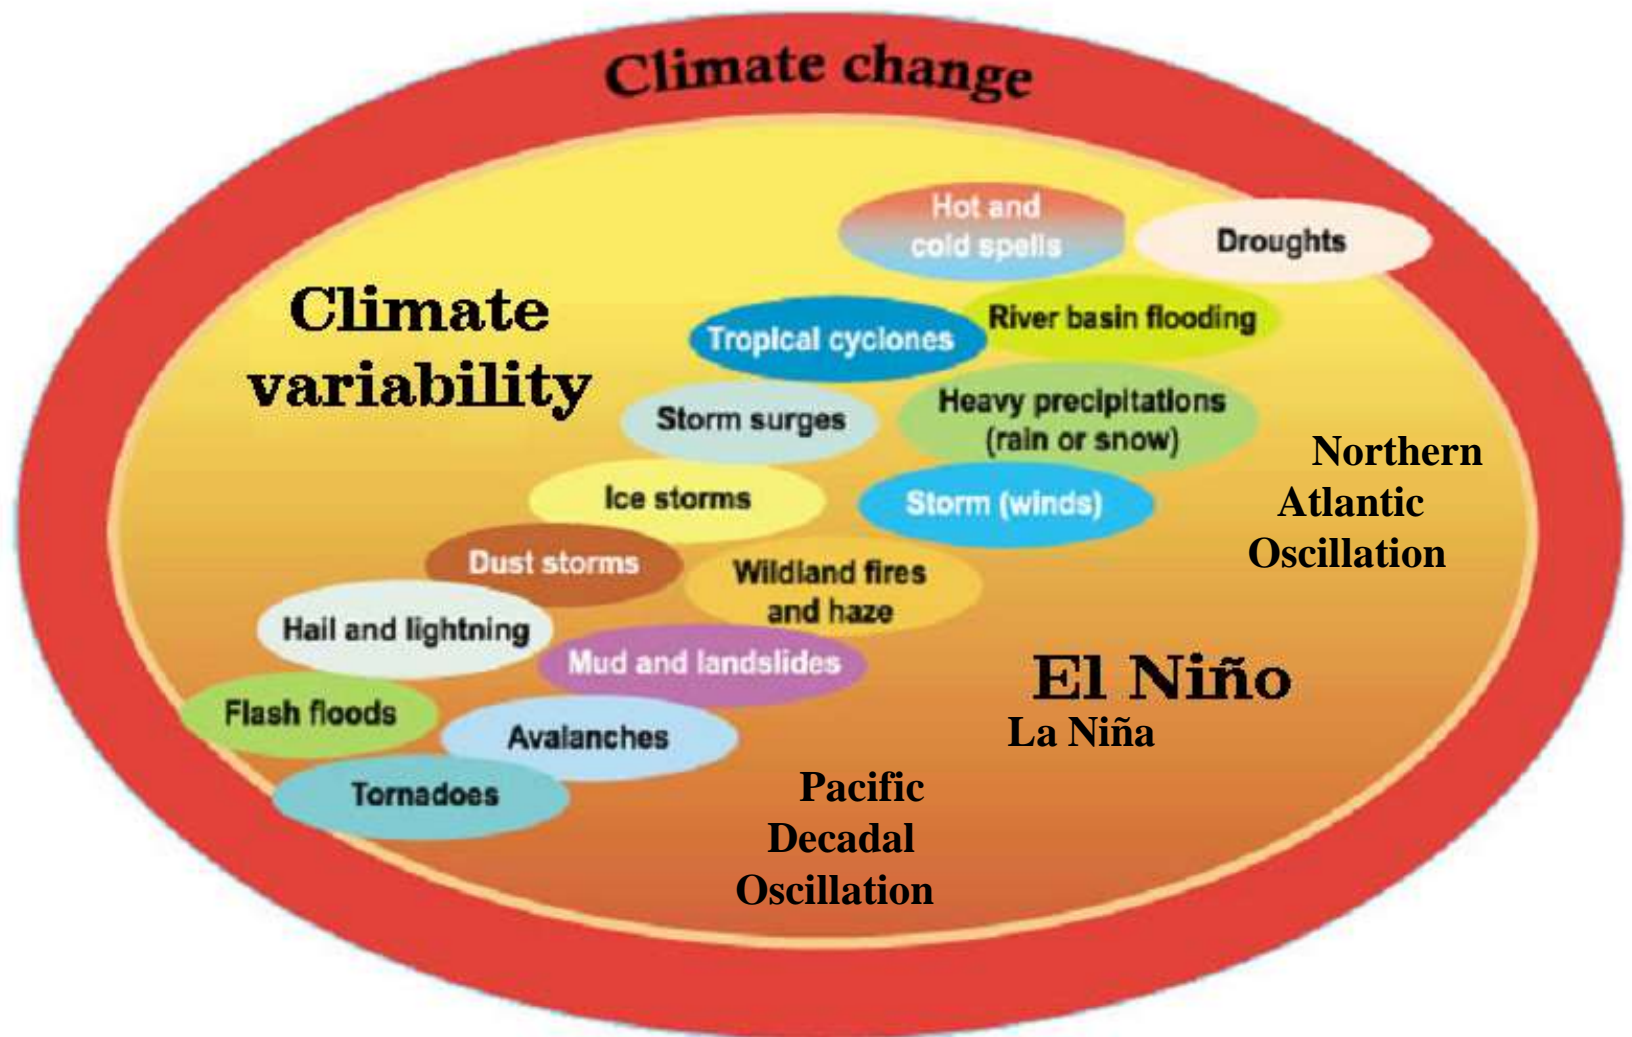 Climate change
Hot and
cold spells
Droughts
Climate
variability
Tropical cyclones
River basin flooding
Storm surges
Heavy precipitations
(rain or snow)
Northern
Atlantic
Oscillation
Ice storms
Storm (winds)
Dust storms
Wildland fires
and haze
Hail and lightning
Mud and landslides
El Niño
La Niña
Flash floods
Avalanches
Tornadoes
Pacific
Decadal
Oscillation